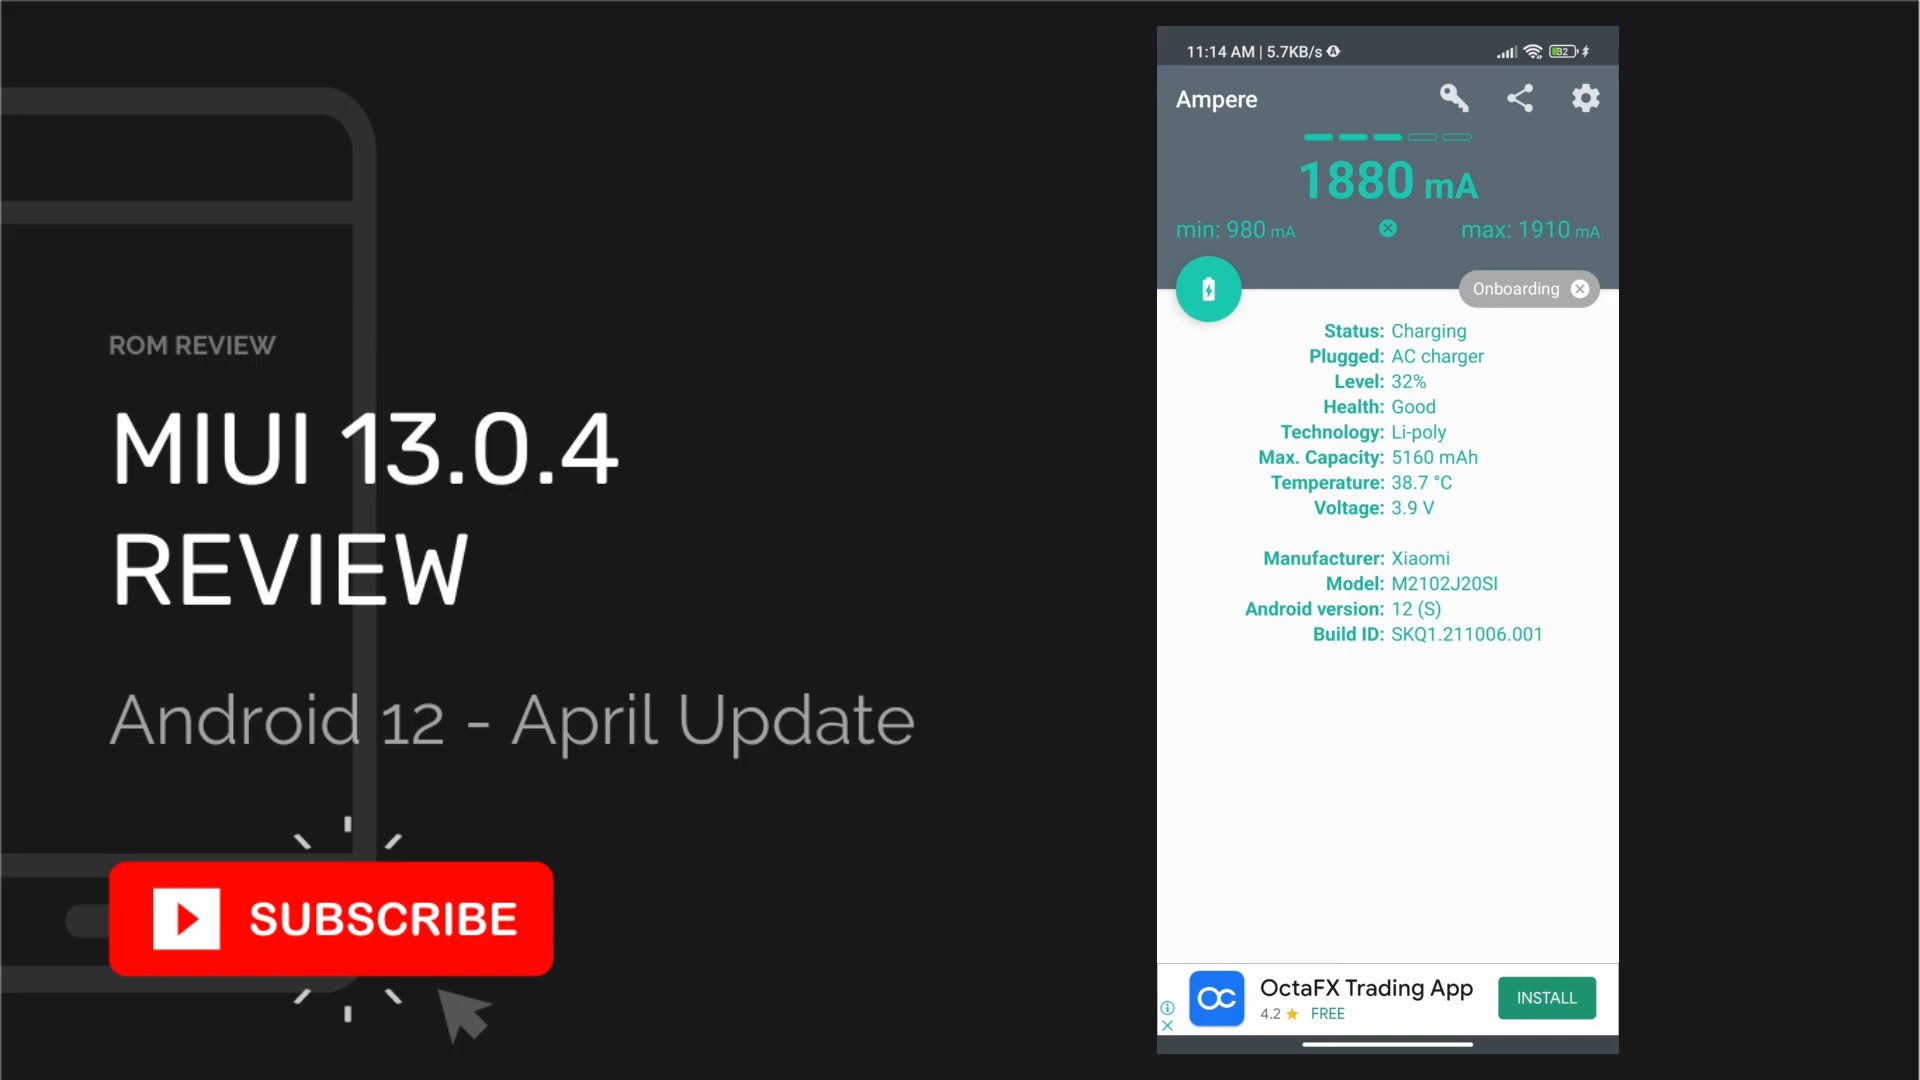 ROM REVIEW
MIUI 13.0.4
REVIEW
Android 12 - April Update
SUBSCRIBE
11:14 AM | 5.7KB/s
32
Ampere
1880 mA
min: 980 mA
max: 1910 mA
Onboarding
Status: Charging
Plugged: AC charger
Level: 32%
Health: Good
Technology: Li-poly
Max. Capacity: 5160 mAh
Temperature: 38.7 °C
Voltage: 3.9 V
Manufacturer: Xiaomi
Model: M2102J20SI
Android version: 12 (S)
Build ID: SKQ1.211006.001
OctaFX Trading App
4.2 ★ FREE
INSTALL